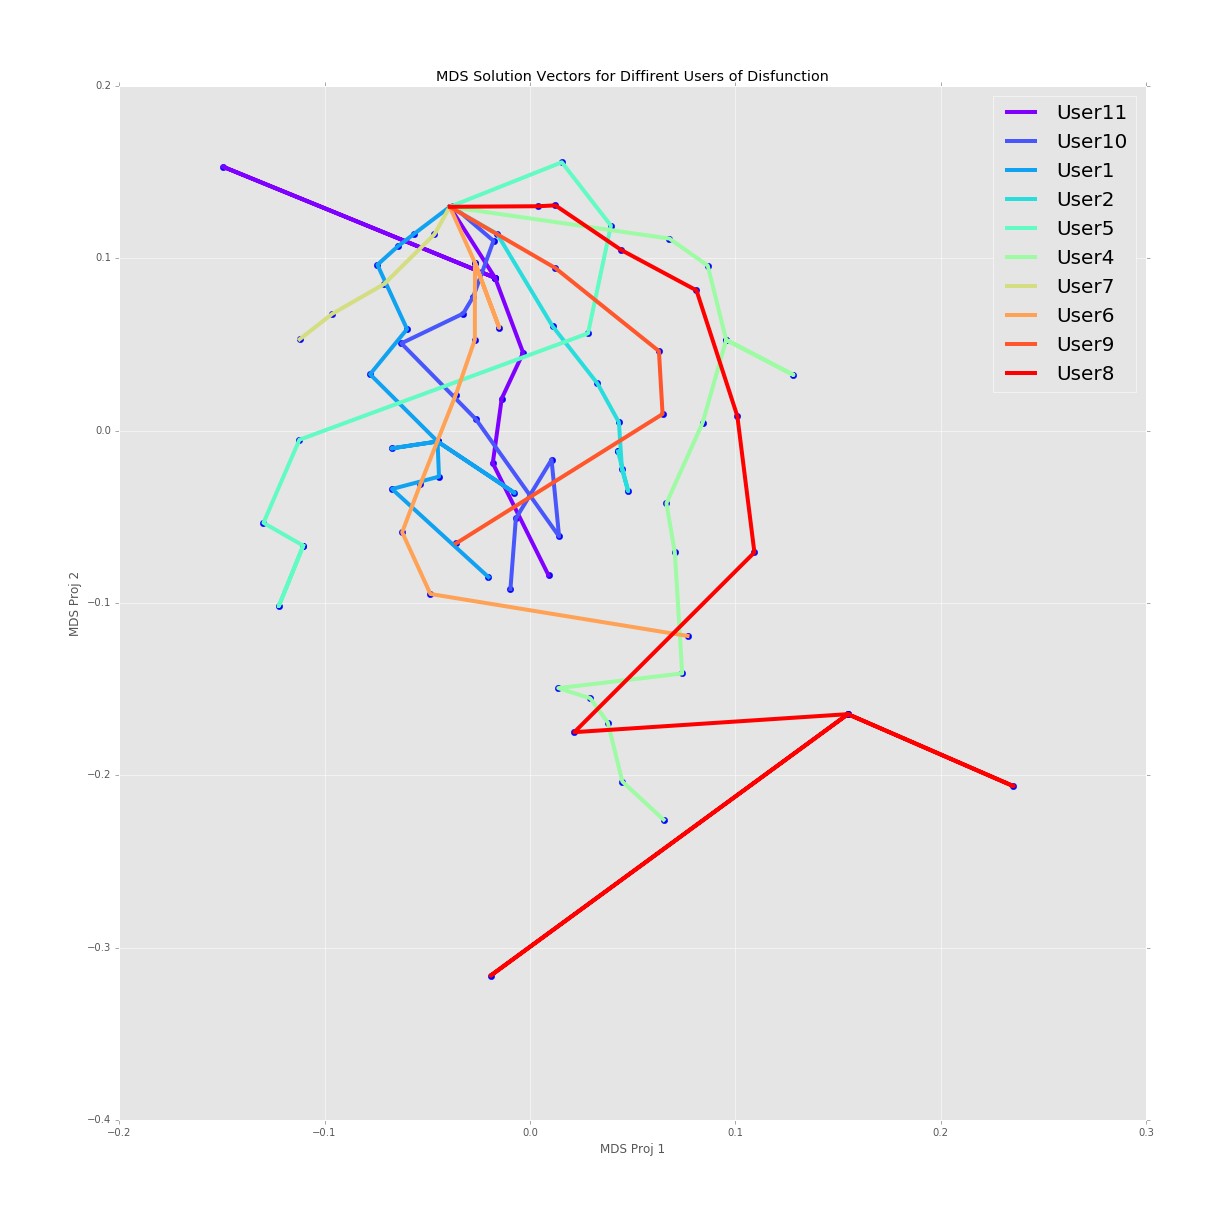 MDS Solution Vectors for Diffirent Users of Disfunction
0.2
0.1
0.0
−0.1
−0.2
−0.3
−0.4
MDS Proj 2
User11
User10
User1
User2
User5
User4
User7
User6
User9
User8
−0.2 −0.1 0.0 0.1 0.2 0.3
MDS Proj 1